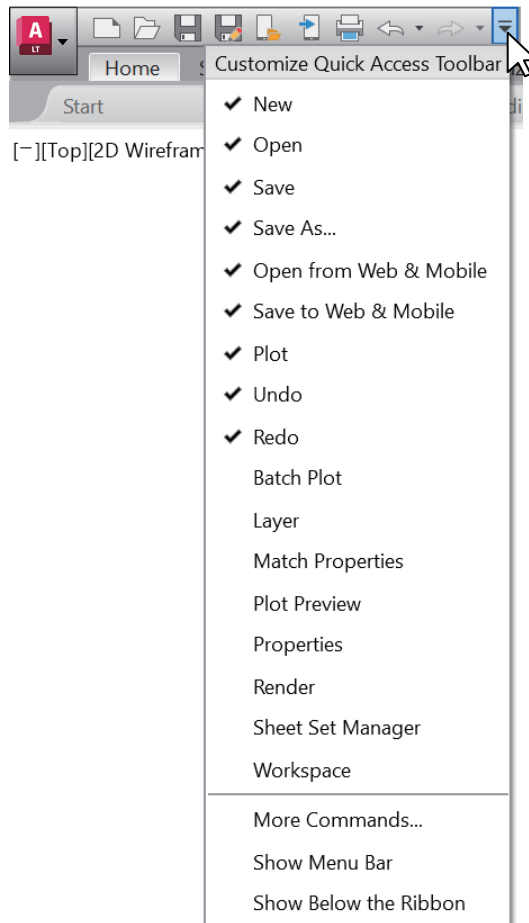 A
LT
Home
Customize Quick Access Toolbar
Start
New
[−][Top][2D Wirefram
Open
Save
Save As...
Open from Web & Mobile
Save to Web & Mobile
Plot
Undo
Redo
Batch Plot
Layer
Match Properties
Plot Preview
Properties
Render
Sheet Set Manager
Workspace
More Commands...
Show Menu Bar
Show Below the Ribbon